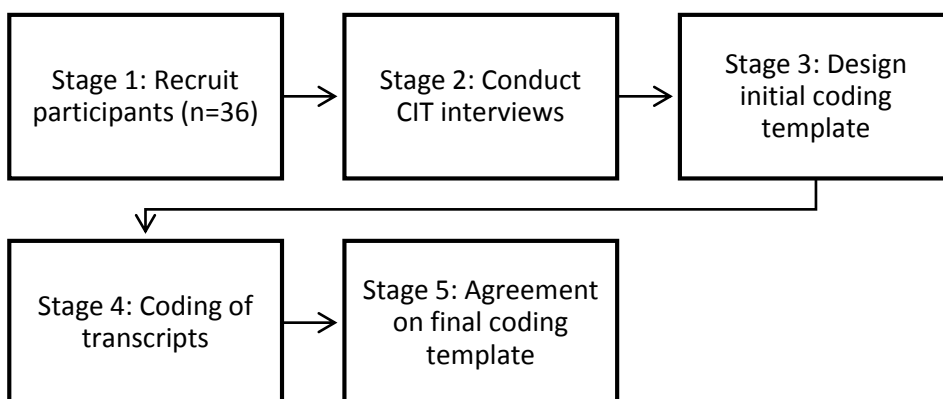 Stage 1: Recruit
participants (n=36)
Stage 2: Conduct
CIT interviews
Stage 3: Design
initial coding
template
Stage 4: Coding of
transcripts
Stage 5: Agreement
on final coding
template